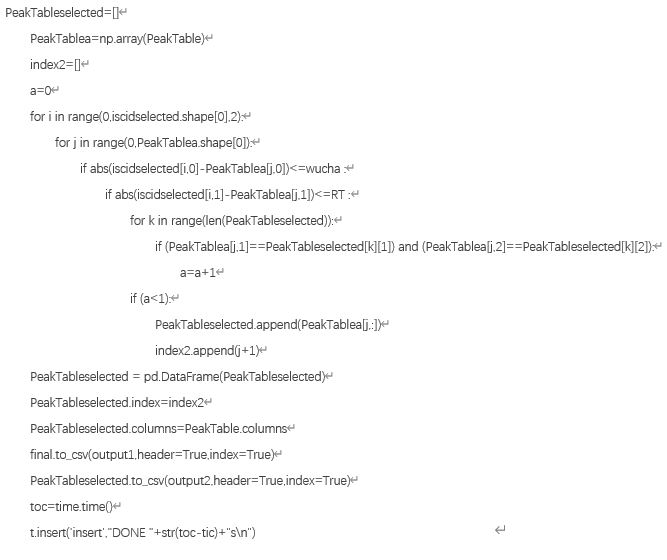 PeakTableselected=[]↵
PeakTablea=np.array(PeakTable)↵
index2=[]↵
a=0↵
for i in range(0,iscidselected.shape[0],2):↵
for j in range(0,PeakTablea.shape[0]):↵
if abs(iscidselected[i,0]-PeakTablea[j,0])<=wucha :↵
if abs(iscidselected[i,1]-PeakTablea[j,1])<=RT :↵
for k in range(len(PeakTableselected)):↵
if (PeakTablea[j,1]==PeakTableselected[k][1]) and (PeakTablea[j,2]==PeakTableselected[k][2]):↵
a=a+1↵
if (a<1):↵
PeakTableselected.append(PeakTablea[j,:])↵
index2.append(j+1)↵
PeakTableselected = pd.DataFrame(PeakTableselected)↵
PeakTableselected.index=index2↵
PeakTableselected.columns=PeakTable.columns↵
final.to_csv(output1,header=True,index=True)↵
PeakTableselected.to_csv(output2,header=True,index=True)↵
toc=time.time()↵
t.insert('insert',"DONE "+str(toc-tic)+"s\n") ↵